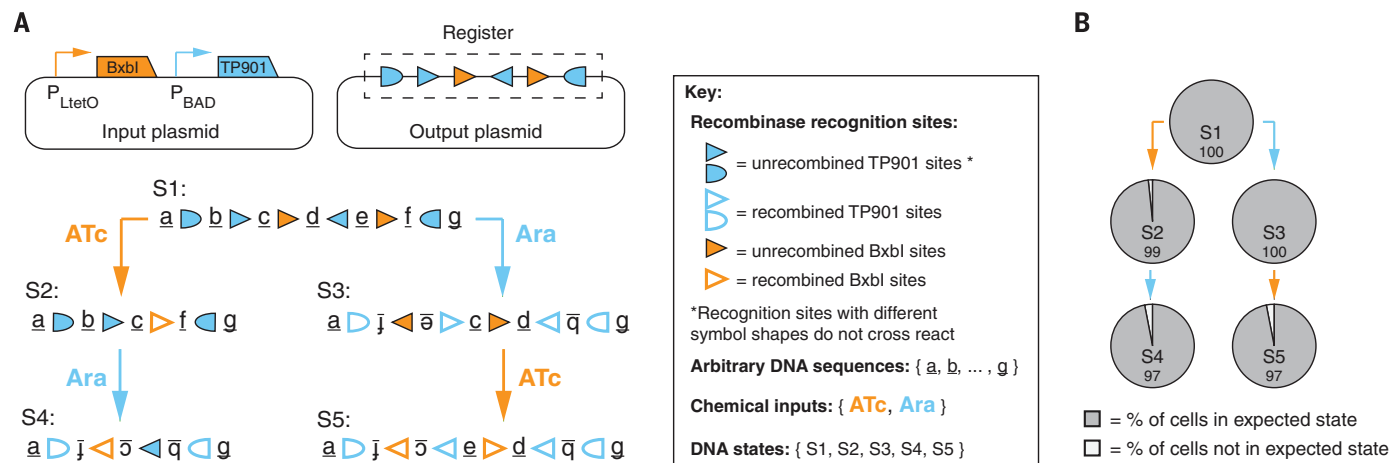 A
BxbI TP901
P_LtetO P_BAD
Input plasmid
Register
Output plasmid
S1:
a b c d e f g
ATc
Ara
S2:
a b c f g
S3:
a ɟ ə c d q g
Ara
ATc
S4:
a ɟ ɔ q g
S5:
a ɟ ɔ e d q g
Key:
Recombinase recognition sites:
= unrecombined TP901 sites *
= recombined TP901 sites
= unrecombined BxbI sites
= recombined BxbI sites
*Recognition sites with different
symbol shapes do not cross react
Arbitrary DNA sequences: { a, b, ... , g }
Chemical inputs: { ATc, Ara }
DNA states: { S1, S2, S3, S4, S5 }
B
S1
100
S2
99
S3
100
S4
97
S5
97
= % of cells in expected state
= % of cells not in expected state